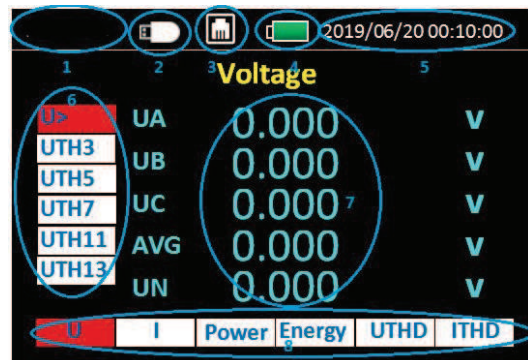 2019/06/20 00:10:00
1 2 3 4 5
Voltage
6
U> UA 0.000 V
UTH3
UB 0.000 V
UTH5
UTH7 UC 0.000 7 V
UTH11 AVG 0.000 V
UTH13
UN 0.000 V
U I Power Energy UTHD ITHD
8